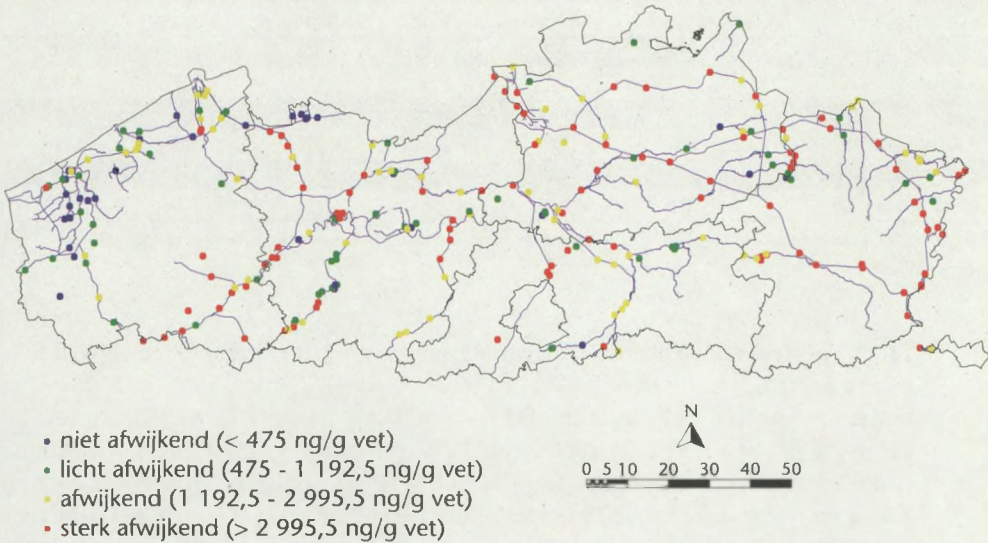 niet afwijkend (< 475 ng/g vet)
licht afwijkend (475 - 1 192,5 ng/g vet)
afwijkend (1 192,5 - 2 995,5 ng/g vet)
sterk afwijkend (> 2 995,5 ng/g vet)
N
0 5 10 20 30 40 50